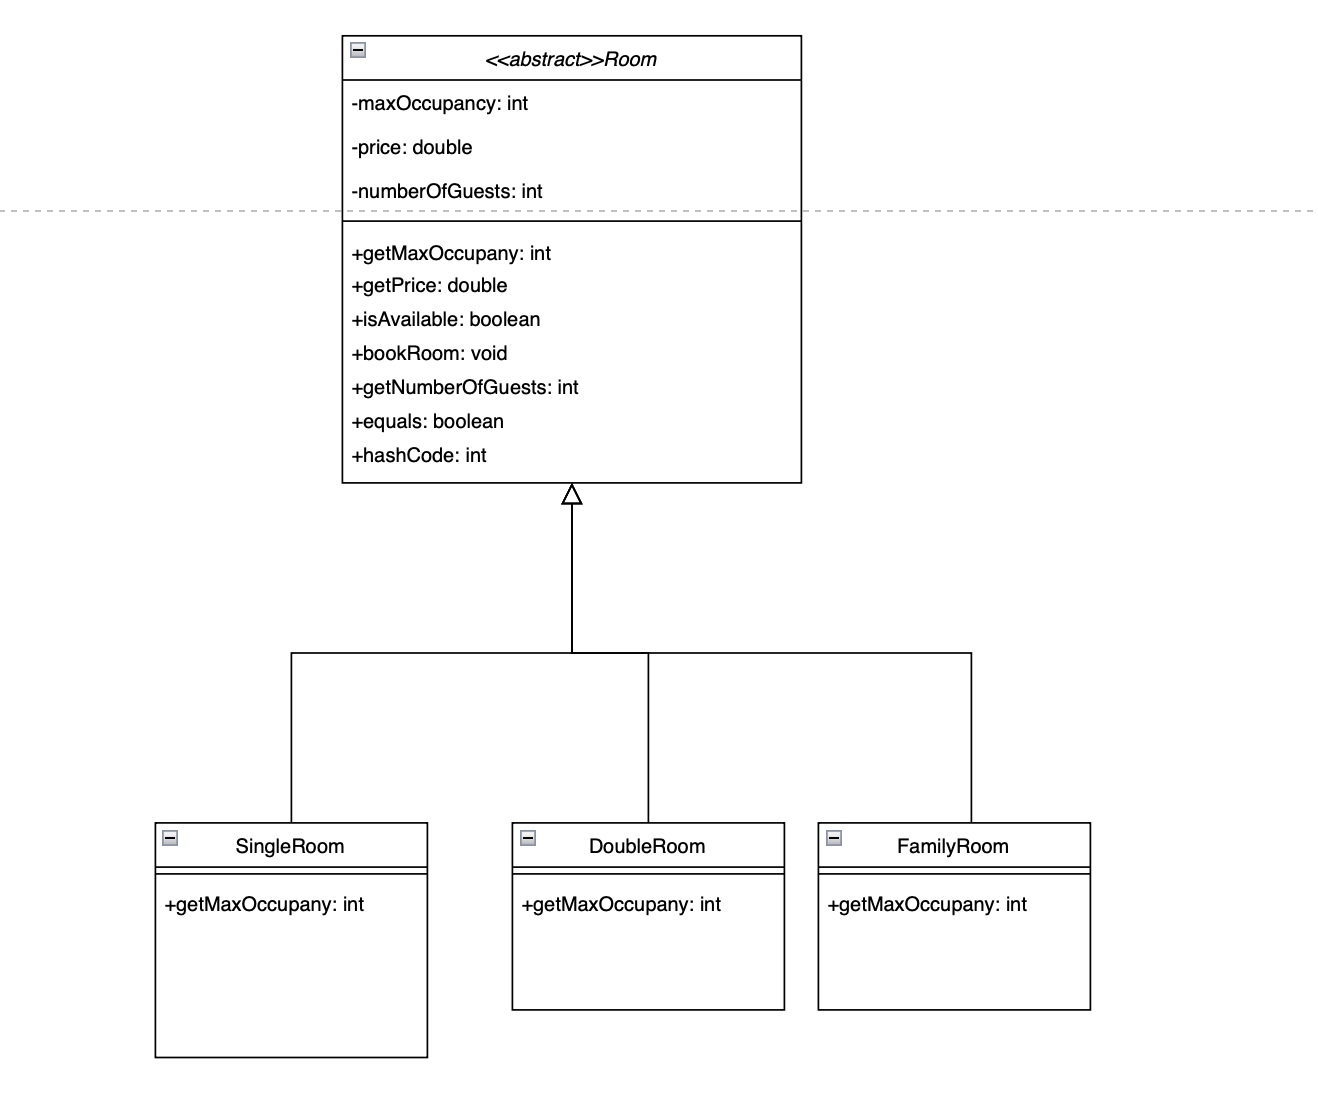 <<abstract>>Room
-maxOccupancy: int
-price: double
-numberOfGuests: int
+getMaxOccupany: int
+getPrice: double
+isAvailable: boolean
+bookRoom: void
+getNumberOfGuests: int
+equals: boolean
+hashCode: int
SingleRoom
+getMaxOccupany: int
DoubleRoom
+getMaxOccupany: int
FamilyRoom
+getMaxOccupany: int